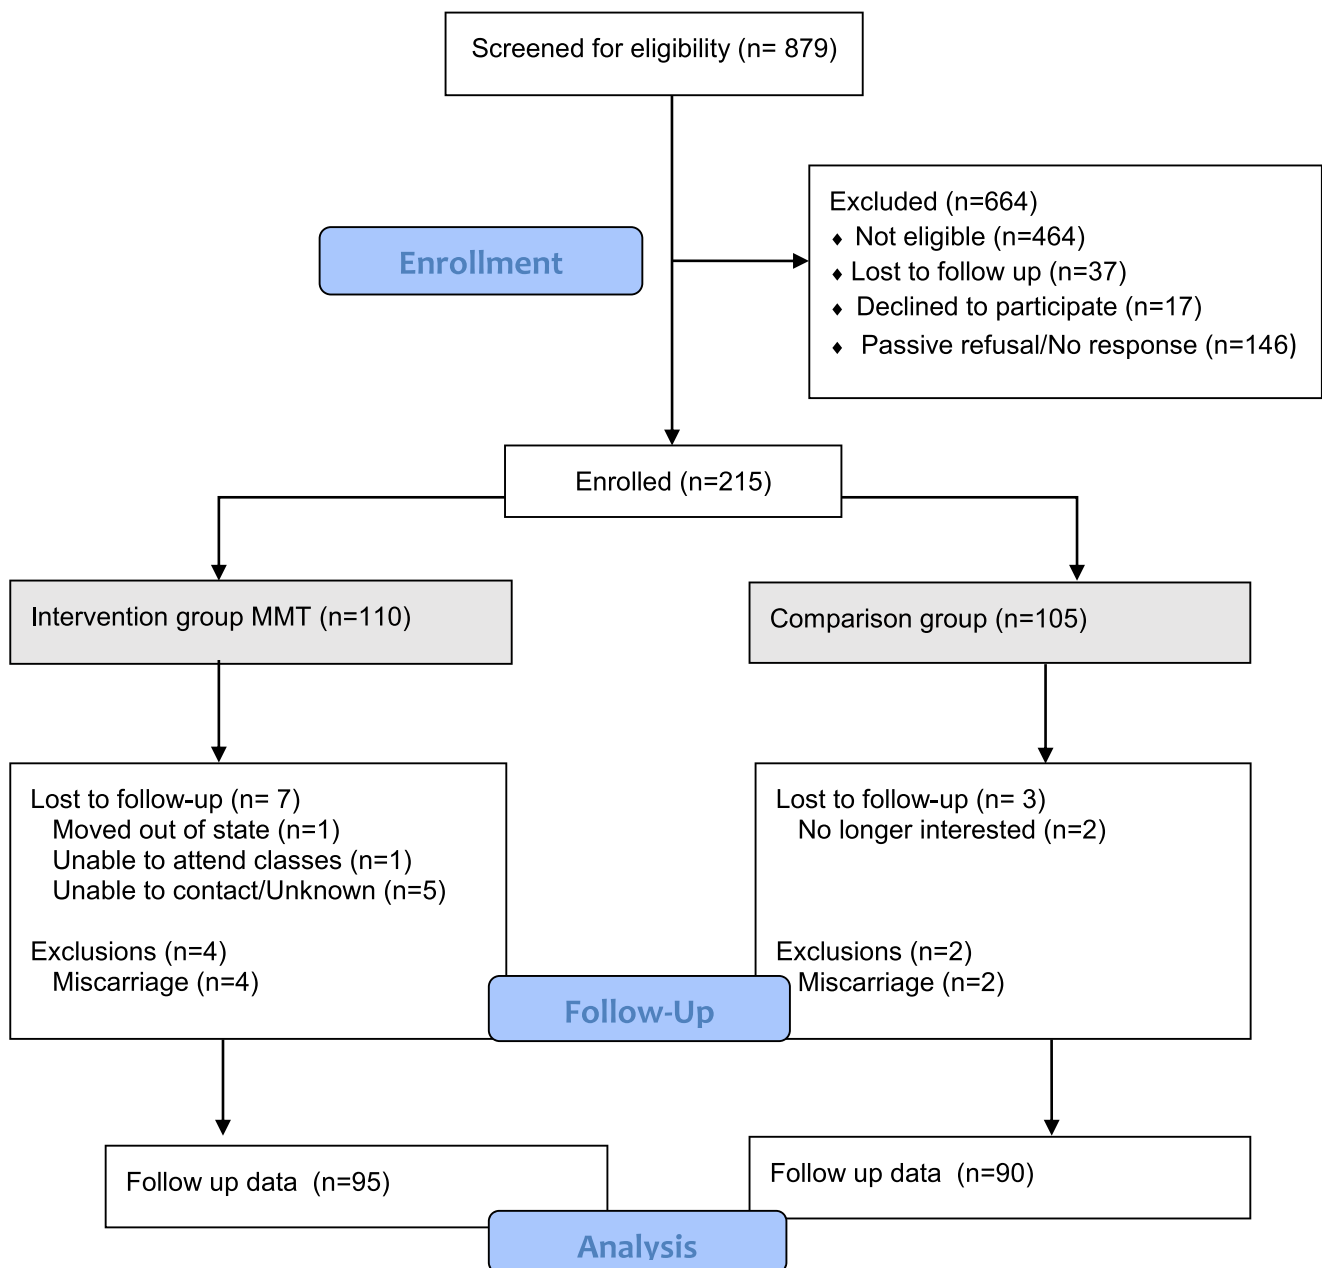 Screened for eligibility (n= 879)
Excluded (n=664)
♦ Not eligible (n=464)
♦ Lost to follow up (n=37)
♦ Declined to participate (n=17)
♦ Passive refusal/No response (n=146)
Enrollment
Enrolled (n=215)
Intervention group MMT (n=110)
Comparison group (n=105)
Lost to follow-up (n= 7)
Moved out of state (n=1)
Unable to attend classes (n=1)
Unable to contact/Unknown (n=5)
Exclusions (n=4)
Miscarriage (n=4)
Lost to follow-up (n= 3)
No longer interested (n=2)
Exclusions (n=2)
Miscarriage (n=2)
Follow-Up
Follow up data (n=95)
Follow up data (n=90)
Analysis